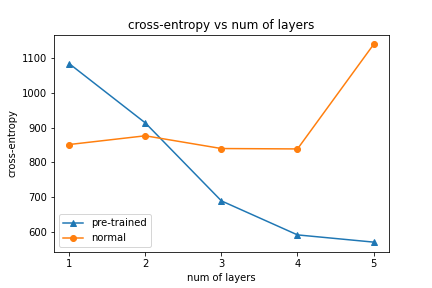 cross-entropy vs num of layers
cross-entropy
1100
1000
900
800
700
600
pre-trained
normal
1 2 3 4 5
num of layers